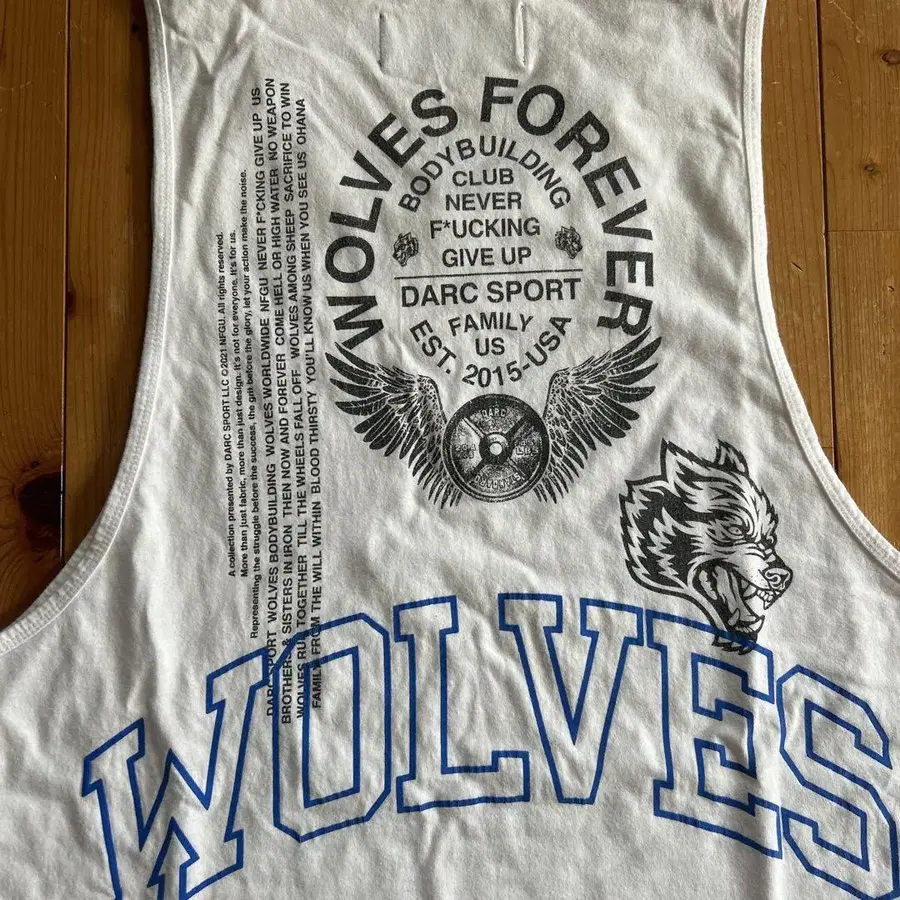 WOLVES FOREVER
BODYBUILDING
CLUB
NEVER
F*UCKING
GIVE UP
DARC SPORT
FAMILY
US
EST. 2015-USA
DARC
A collection presented by DARC SPORT LLC ©2021 NFGU. All rights reserved.
More than just fabric, more than just design. It's not for everyone. It's for us.
Representing the struggle before the success, the grit before the glory, let your action make the noise.
DARC SPORT WOLVES BODYBUILDING WOLVES WORLDWIDE NFGU NEVER F*CKING GIVE UP US
BROTHERS & SISTERS IN IRON THEN NOW AND FOREVER COME HELL OR HIGH WATER NO WEAPON
WOLVES RUN TOGETHER TILL THE WHEELS FALL OFF WOLVES AMONG SHEEP SACRIFICE TO WIN
FAMILY FROM THE WILL WITHIN BLOOD THIRSTY YOU'LL KNOW US WHEN YOU SEE US OHANA
WOLVES